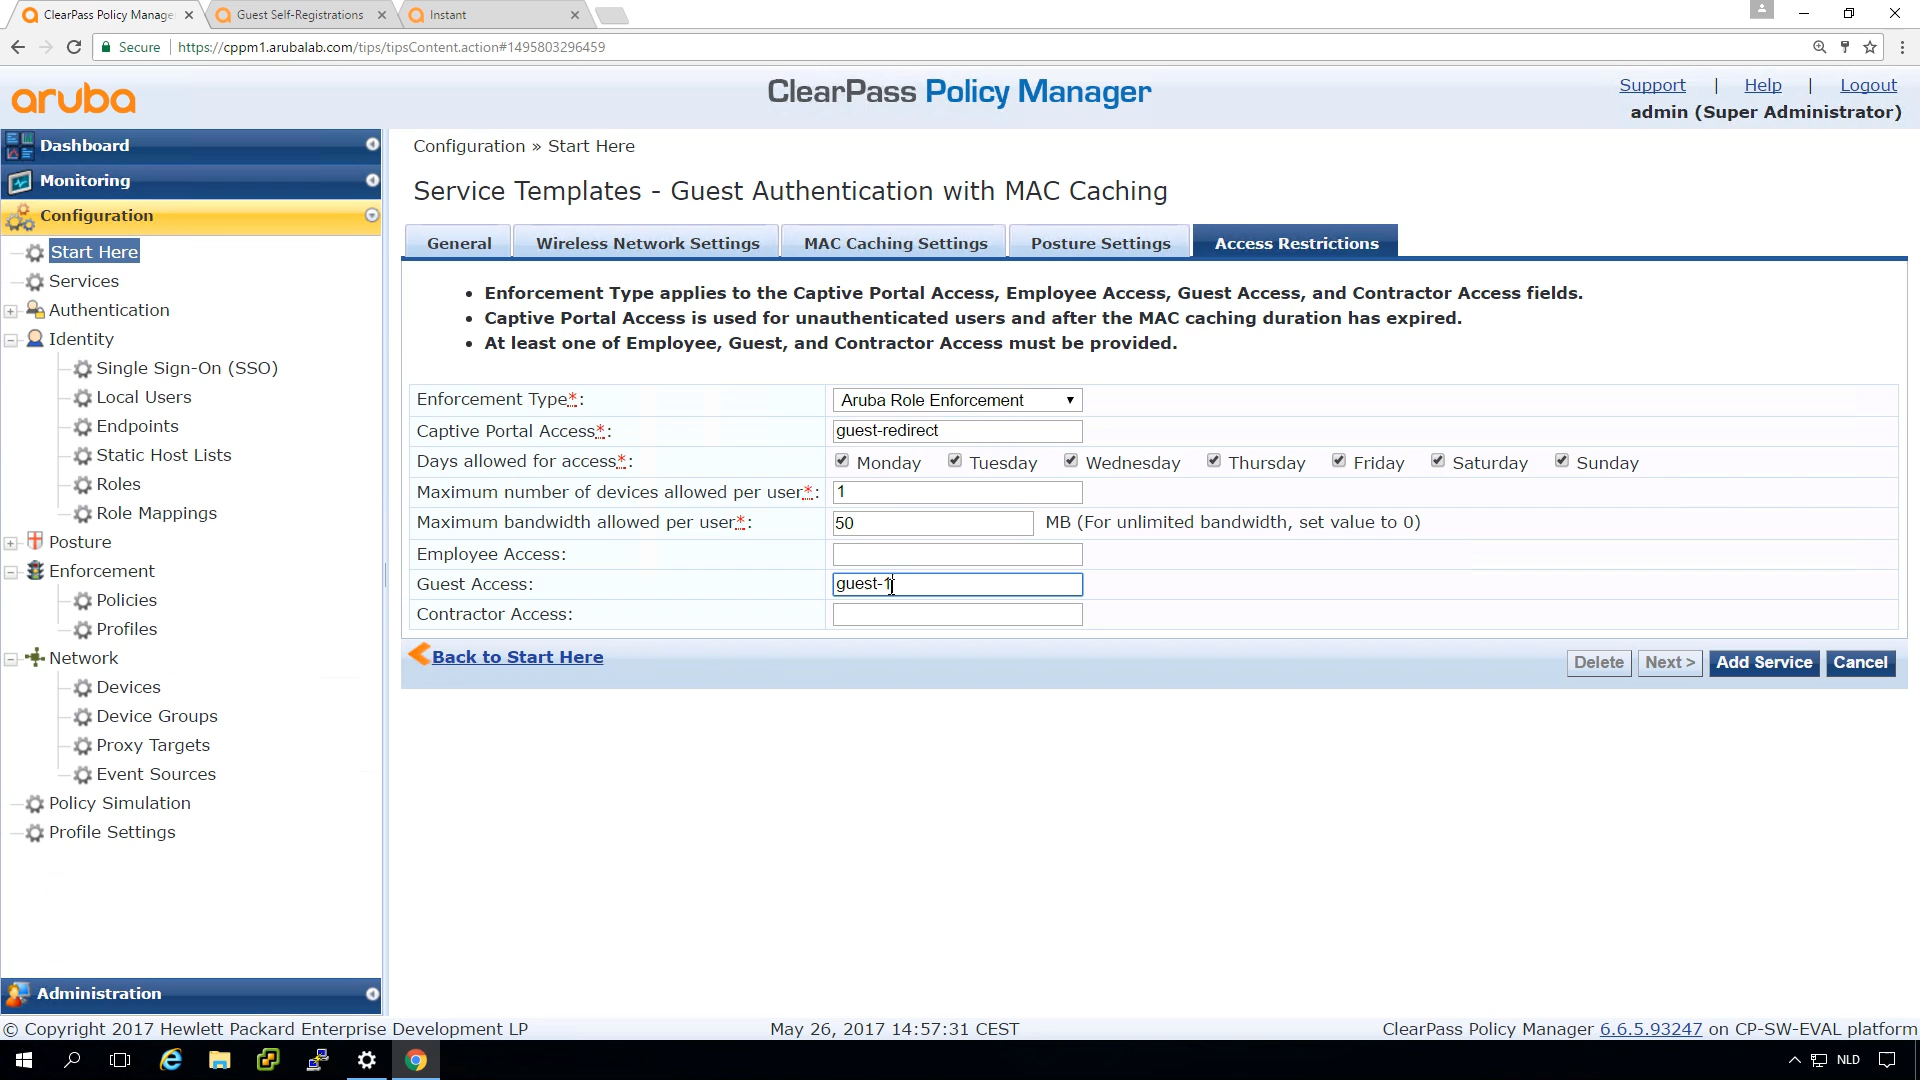 ClearPass Policy Manage
Guest Self-Registrations
Instant
Secure
https://cppm1.arubalab.com/tips/tipsContent.action#1495803296459
aruba
ClearPass Policy Manager
Support | Help | Logout
admin (Super Administrator)
Dashboard
Monitoring
Configuration
Start Here
Services
Authentication
Identity
Single Sign-On (SSO)
Local Users
Endpoints
Static Host Lists
Roles
Role Mappings
Posture
Enforcement
Policies
Profiles
Network
Devices
Device Groups
Proxy Targets
Event Sources
Policy Simulation
Profile Settings
Administration
Configuration » Start Here
Service Templates - Guest Authentication with MAC Caching
General
Wireless Network Settings
MAC Caching Settings
Posture Settings
Access Restrictions
• Enforcement Type applies to the Captive Portal Access, Employee Access, Guest Access, and Contractor Access fields.
• Captive Portal Access is used for unauthenticated users and after the MAC caching duration has expired.
• At least one of Employee, Guest, and Contractor Access must be provided.
Enforcement Type*: Aruba Role Enforcement
Captive Portal Access*: guest-redirect
Days allowed for access*: Monday Tuesday Wednesday Thursday Friday Saturday Sunday
Maximum number of devices allowed per user*: 1
Maximum bandwidth allowed per user*: 50 MB (For unlimited bandwidth, set value to 0)
Employee Access:
Guest Access: guest-1
Contractor Access:
Back to Start Here
Delete
Next >
Add Service
Cancel
© Copyright 2017 Hewlett Packard Enterprise Development LP
May 26, 2017 14:57:31 CEST
ClearPass Policy Manager 6.6.5.93247 on CP-SW-EVAL platform
NLD